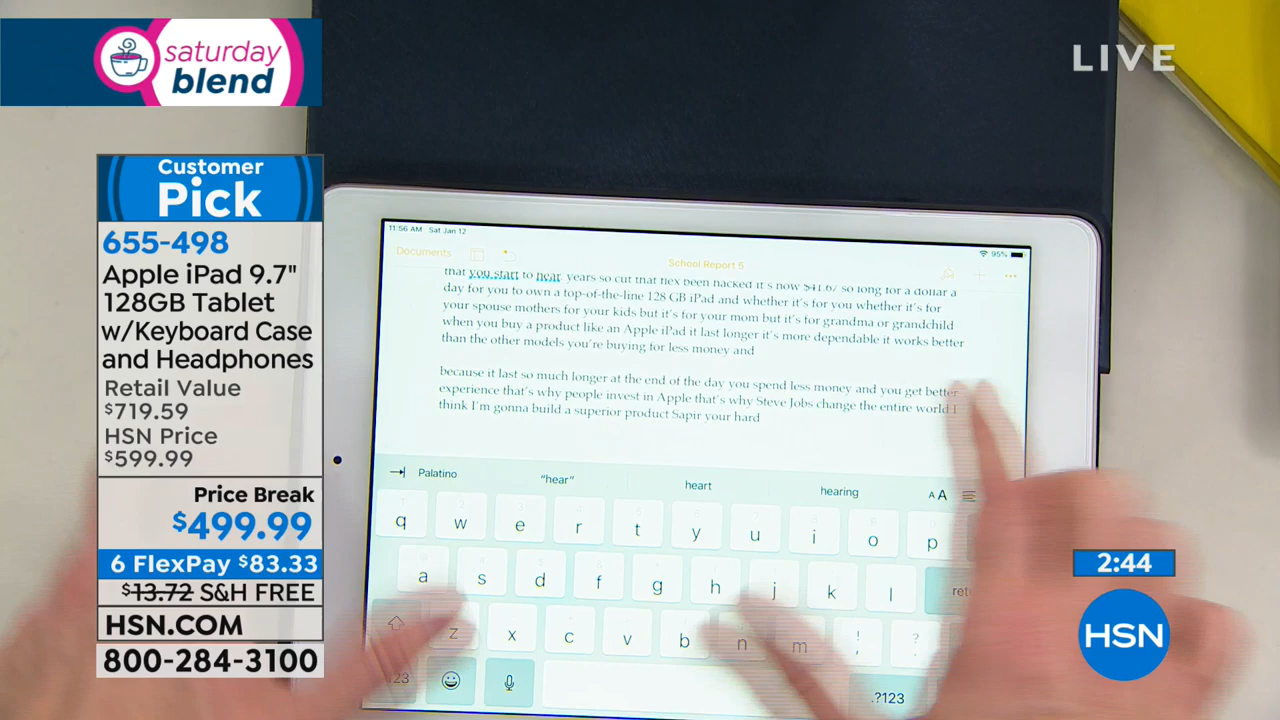 saturday
blend
LIVE
Customer
Pick
655-498
Apple iPad 9.7"
128GB Tablet
w/Keyboard Case
and Headphones
Retail Value
$719.59
HSN Price
$599.99
Price Break
$499.99
6 FlexPay $83.33
$13.72 S&H FREE
HSN.COM
800-284-3100
11:56 AM Sat Jan 12
95%
Documents
School Report 5
that you start to hear years so cut that flex been hacked it's now $41.67 so long for a dollar a
day for you to own a top-of-the-line 128 GB iPad and whether it's for you whether it's for
your spouse mothers for your kids but it's for your mom but it's for grandma or grandchild
when you buy a product like an Apple iPad it last longer it's more dependable it works better
than the other models you're buying for less money and
because it last so much longer at the end of the day you spend less money and you get better
experience that's why people invest in Apple that's why Steve Jobs change the entire world I
think I'm gonna build a superior product Sapir your hard
Palatino "hear" heart hearing A A
q w e r t y u i o p
a s d f g h j k l ret
z x c v b n m ! , ? .
123 .?123
2:44
HSN